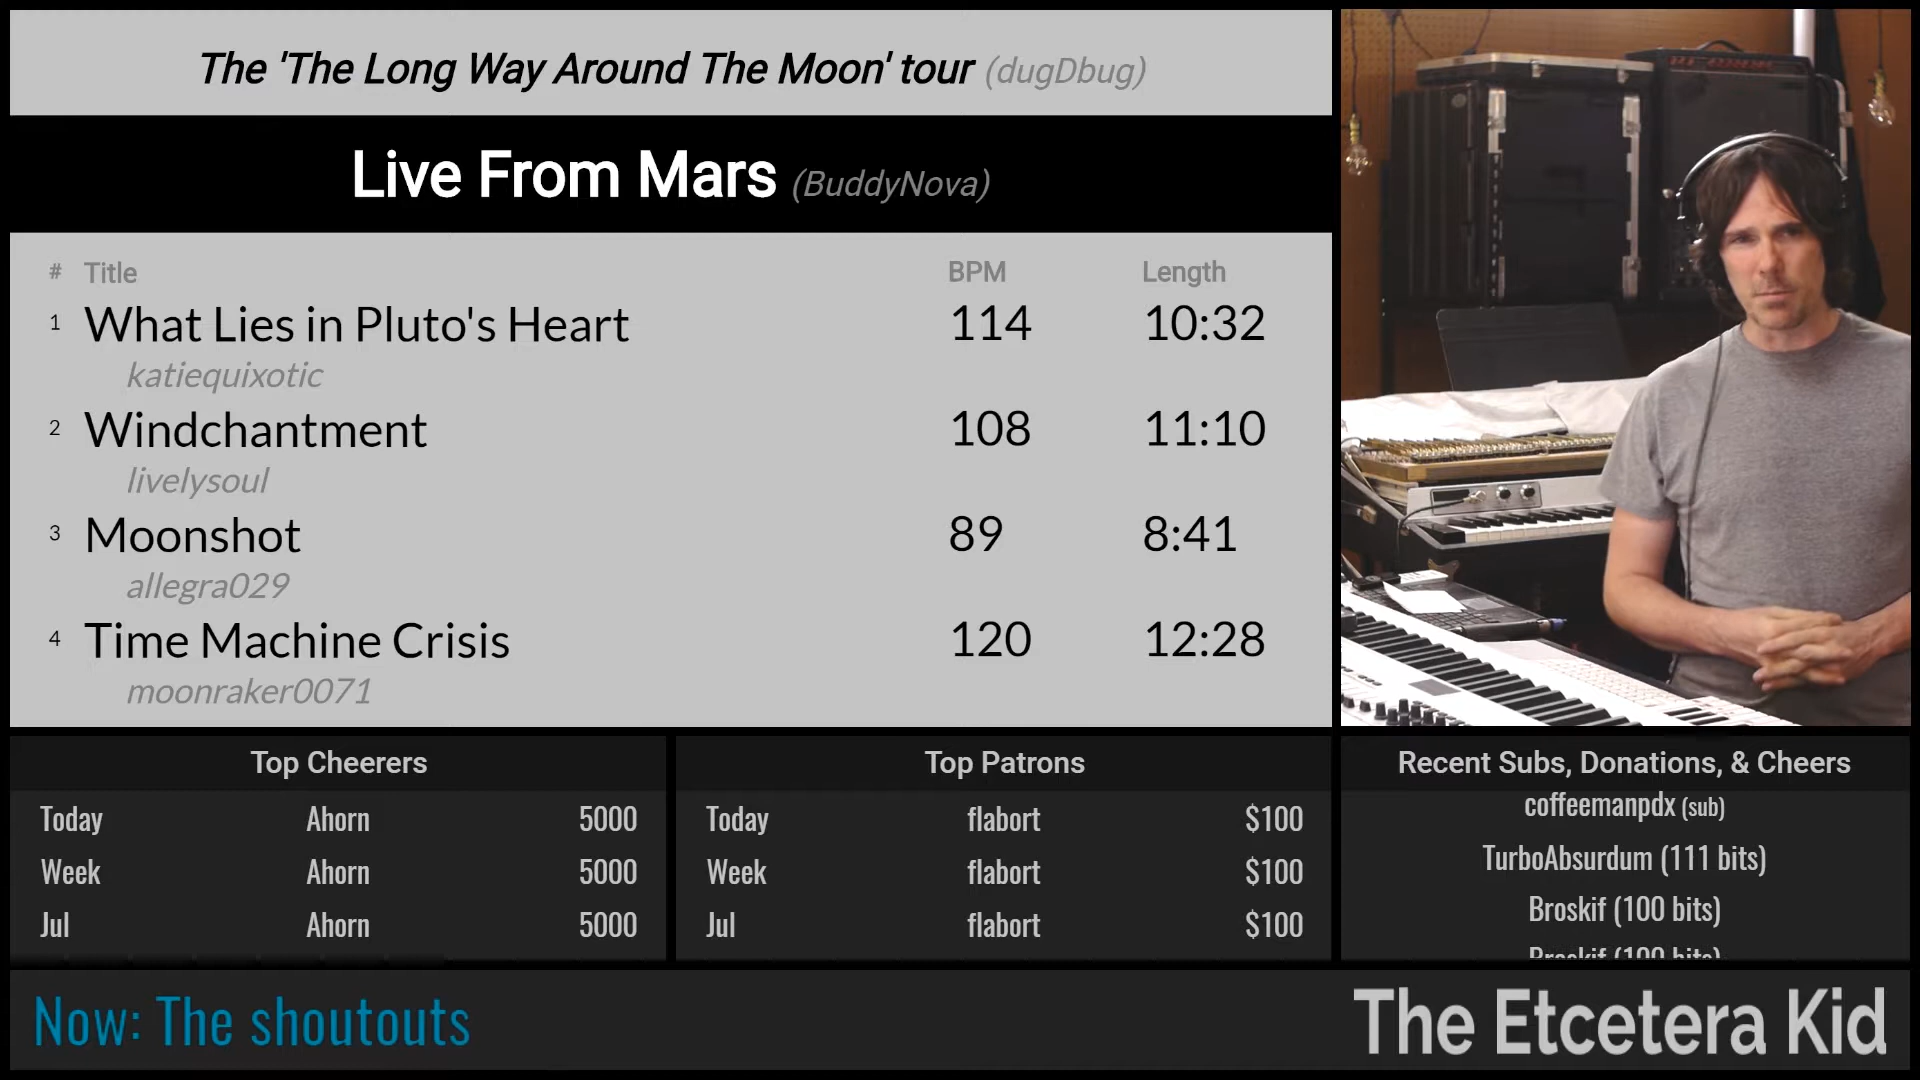 The 'The Long Way Around The Moon' tour (dugDbug)
Live From Mars (BuddyNova)
# Title BPM Length
1 What Lies in Pluto's Heart 114 10:32
katiequixotic
2 Windchantment 108 11:10
livelysoul
3 Moonshot 89 8:41
allegra029
4 Time Machine Crisis 120 12:28
moonraker0071
Top Cheerers
Today Ahorn 5000
Week Ahorn 5000
Jul Ahorn 5000
Top Patrons
Today flabort $100
Week flabort $100
Jul flabort $100
Recent Subs, Donations, & Cheers
coffeemanpdx (sub)
TurboAbsurdum (111 bits)
Broskif (100 bits)
Broskif (100 bits)
Now: The shoutouts
The Etcetera Kid